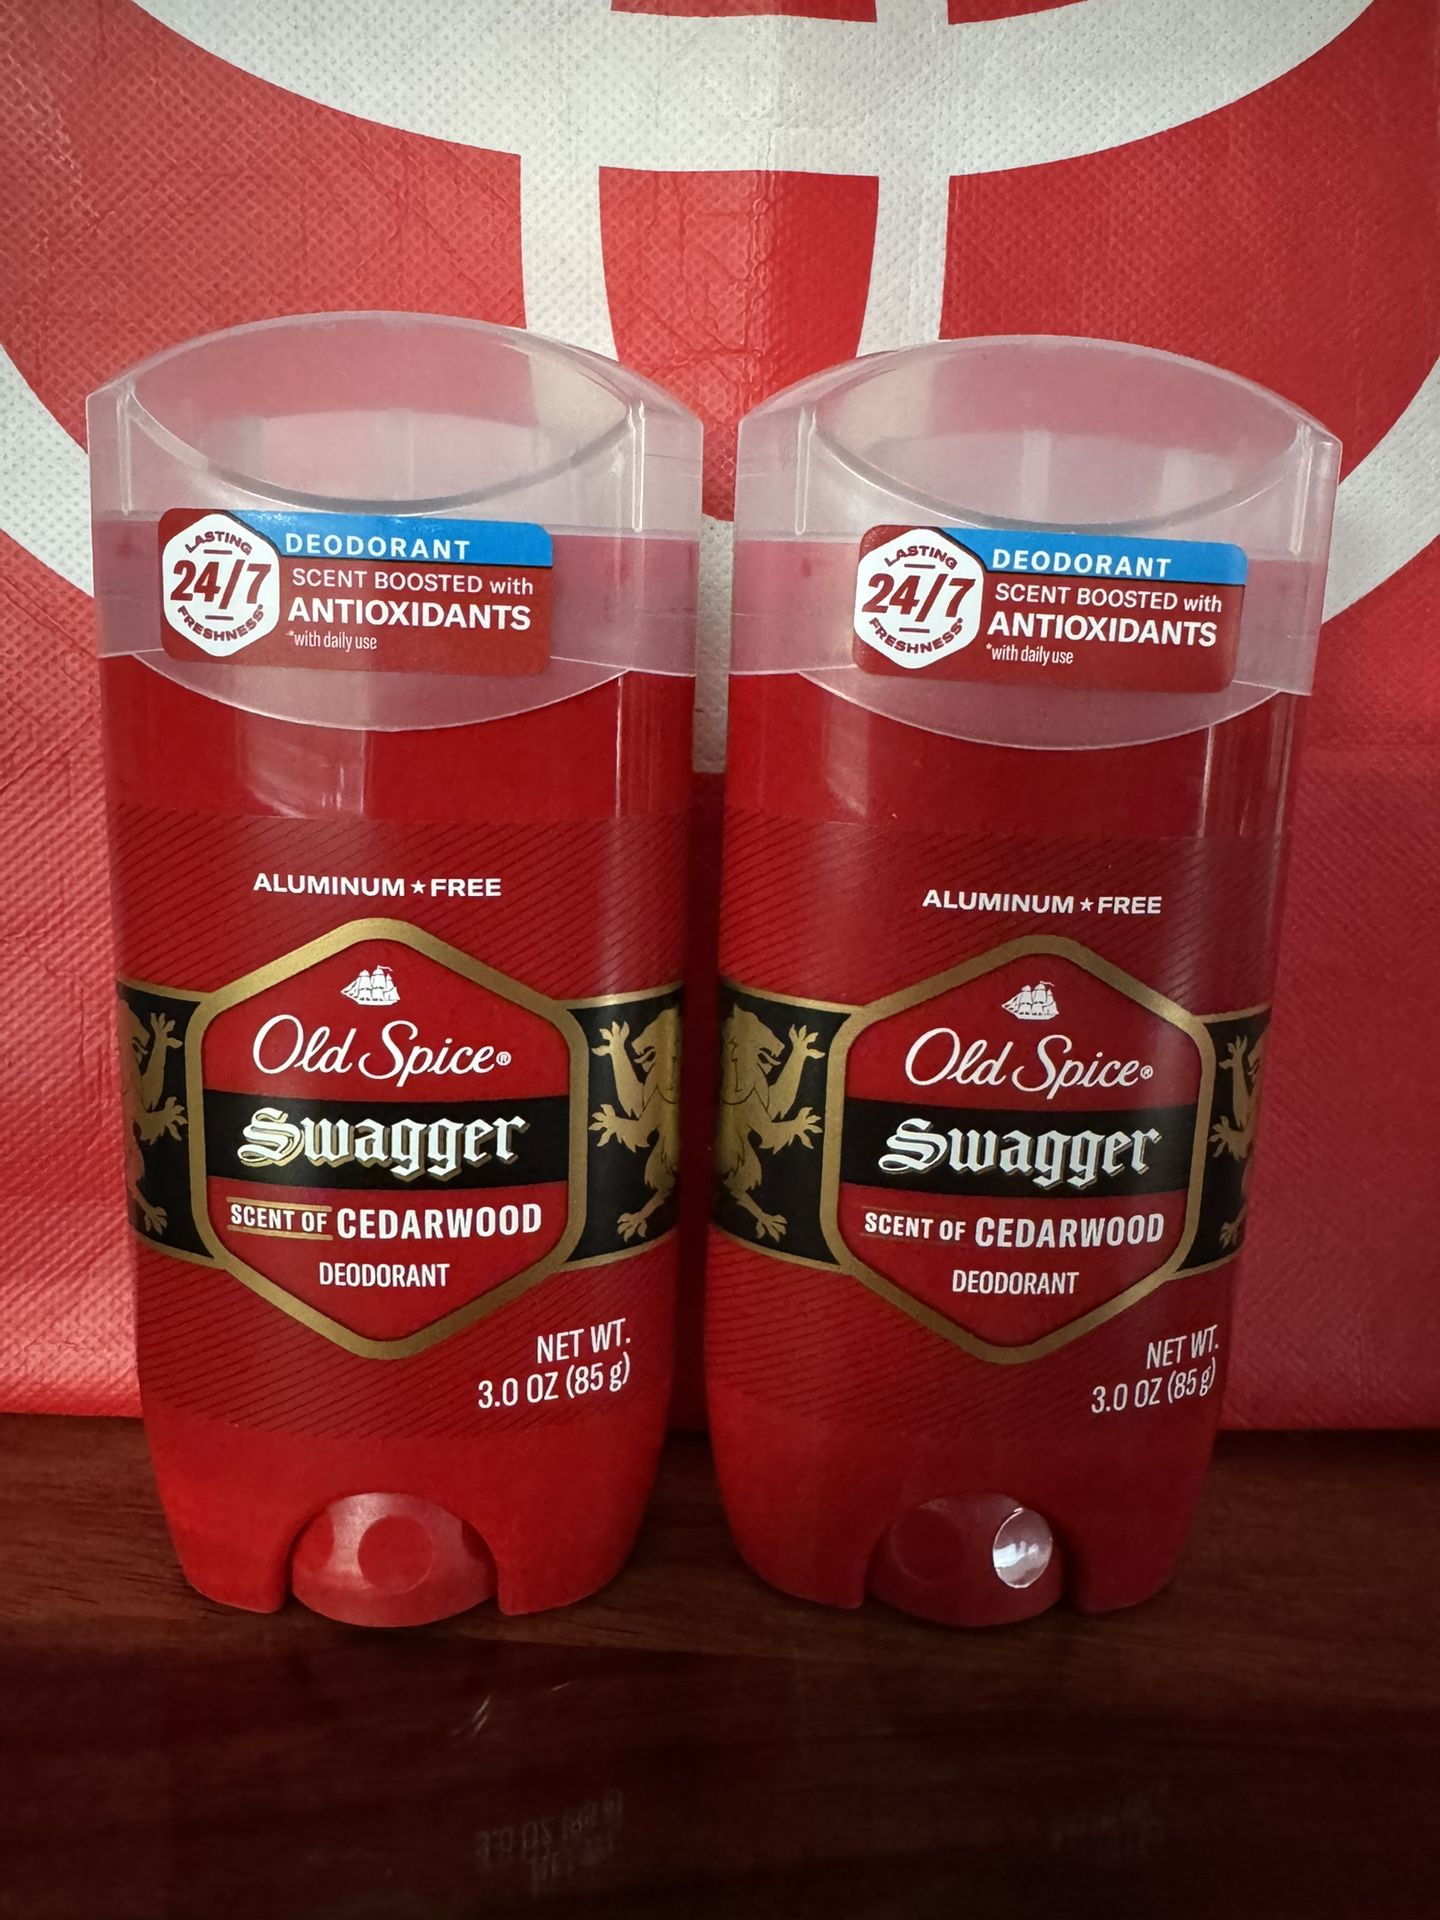 LASTING
24/7
FRESHNESS*
DEODORANT
SCENT BOOSTED with
ANTIOXIDANTS
*with daily use
ALUMINUM★FREE
Old Spice®
Swagger
SCENT OF CEDARWOOD
DEODORANT
NET WT.
3.0 OZ (85 g)
LASTING
24/7
FRESHNESS*
DEODORANT
SCENT BOOSTED with
ANTIOXIDANTS
*with daily use
ALUMINUM★FREE
Old Spice®
Swagger
SCENT OF CEDARWOOD
DEODORANT
NET WT.
3.0 OZ (85 g)